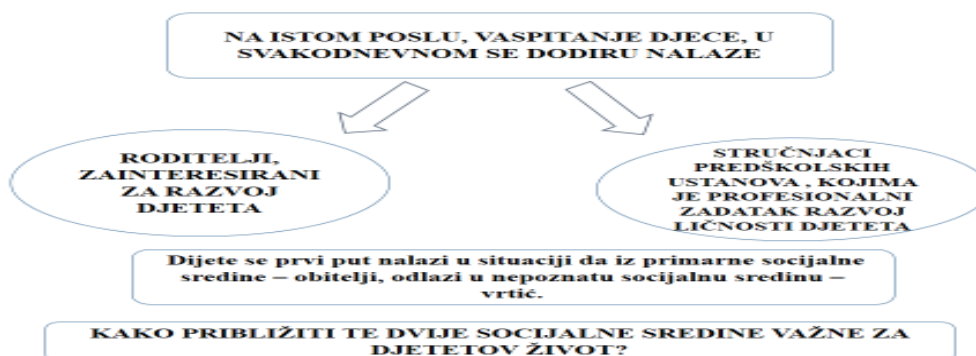 NA ISTOM POSLU, VASPITANJE DJECE, U
SVAKODNEVNOM SE DODIRU NALAZE
RODITELJI,
ZAINTERESIRANI
ZA RAZVOJ
DJETETA
STRUČNJACI
PREDŠKOLSKIH
USTANOVA , KOJIMA
JE PROFESIONALNI
ZADATAK RAZVOJ
LIČNOSTI DJETETA
Dijete se prvi put nalazi u situaciji da iz primarne socijalne
sredine – obitelji, odlazi u nepoznatu socijalnu sredinu –
vrtić.
KAKO PRIBLIŽITI TE DVIJE SOCIJALNE SREDINE VAŽNE ZA
DJETETOV ŽIVOT?